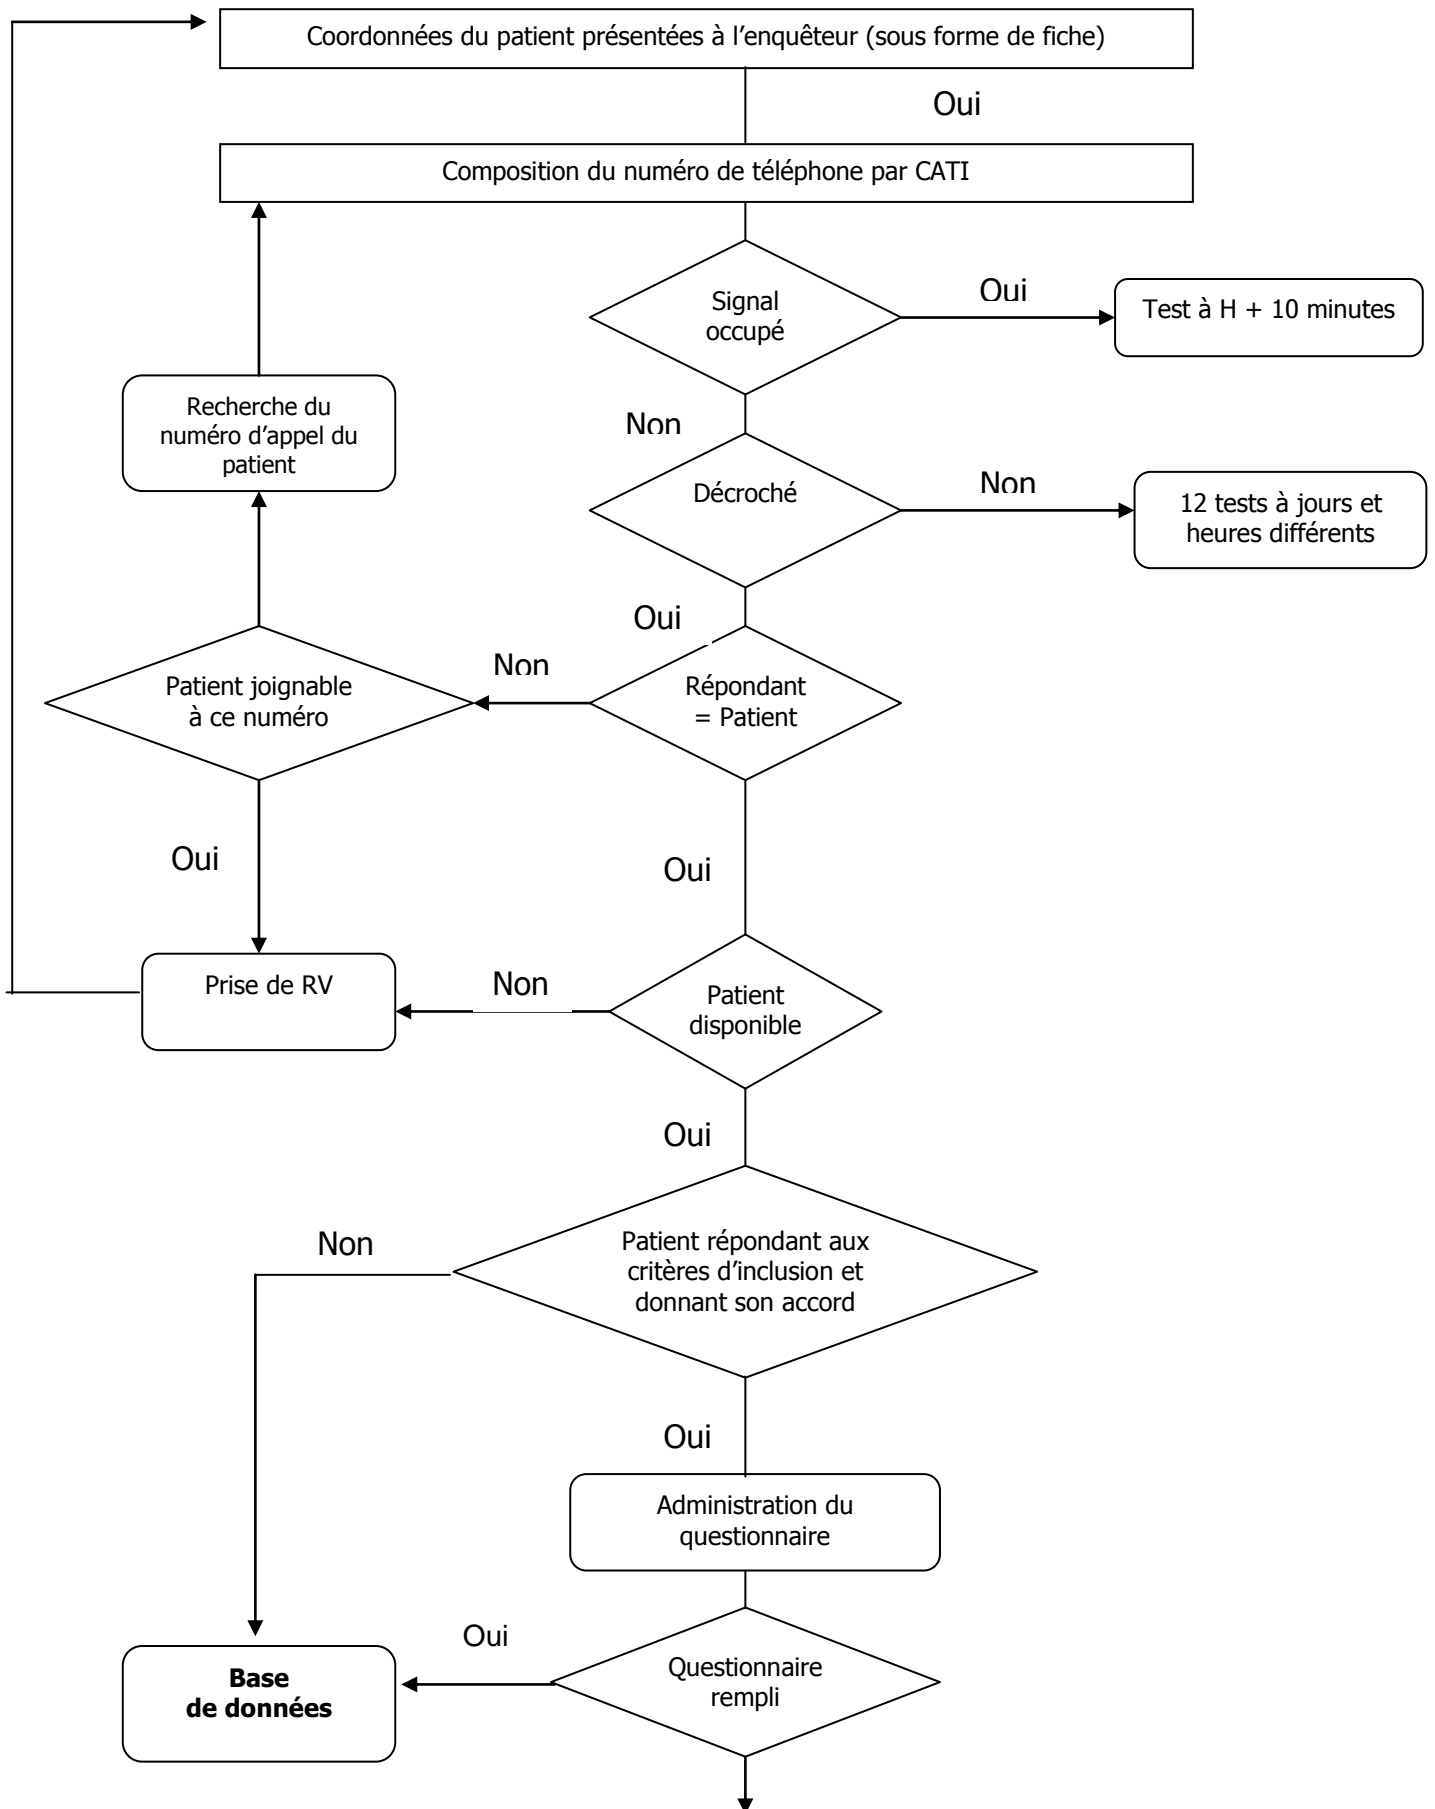 Coordonnées du patient présentées à l’enquêteur (sous forme de fiche)
Oui
Composition du numéro de téléphone par CATI
Signal
occupé
Oui
Test à H + 10 minutes
Recherche du
numéro d’appel du
patient
Non
Décroché
Non
12 tests à jours et
heures différents
Oui
Patient joignable
à ce numéro
Non
Répondant
= Patient
Oui
Oui
Prise de RV
Non
Patient
disponible
Oui
Non
Patient répondant aux
critères d’inclusion et
donnant son accord
Oui
Administration du
questionnaire
Oui
Base
de données
Questionnaire
rempli